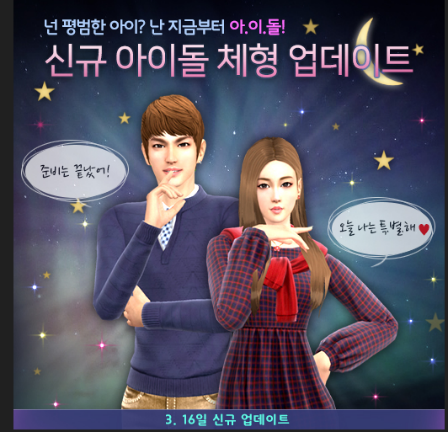 넌 평범한 아이? 난 지금부터 아.이.돌!
신규 아이돌 체형 업데이트
준비는 끝났어!
오늘 나는 특별해
3. 16일 신규 업데이트